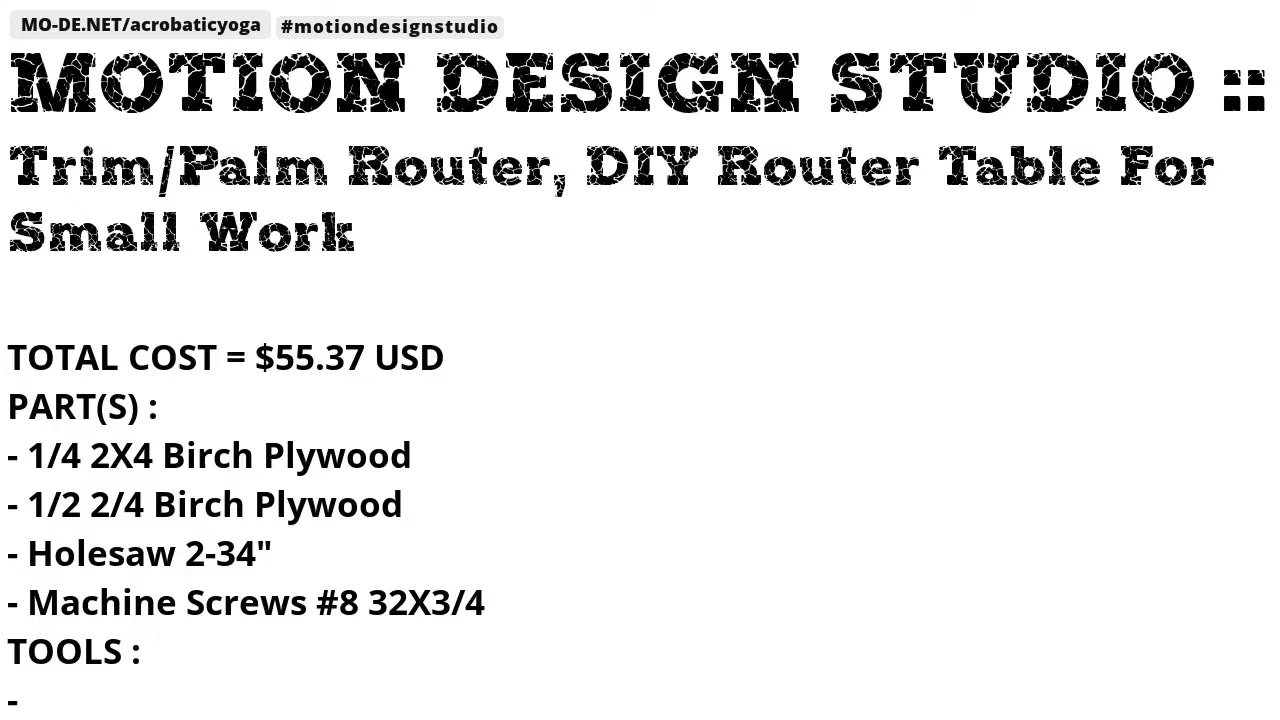 MO-DE.NET/acrobaticyoga #motiondesignstudio
MOTION DESIGN STUDIO ::
Trim/Palm Router, DIY Router Table For
Small Work
TOTAL COST = $55.37 USD
PART(S) :
- 1/4 2X4 Birch Plywood
- 1/2 2/4 Birch Plywood
- Holesaw 2-34"
- Machine Screws #8 32X3/4
TOOLS :
-